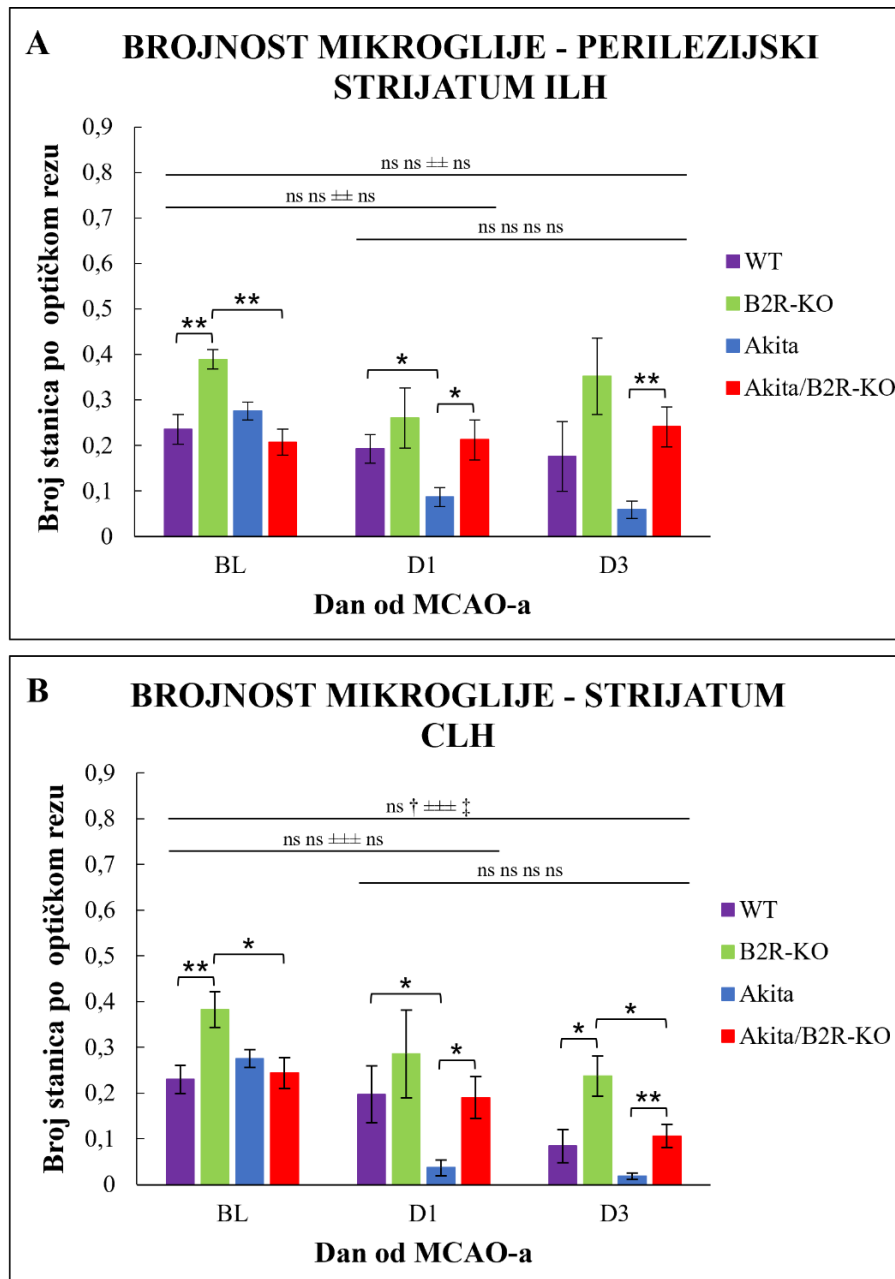 A
BROJNOST MIKROGLIJE - PERILEZIJSKI
STRIJATUM ILH
Broj stanica po optičkom rezu
0,9
0,8
0,7
0,6
0,5
0,4
0,3
0,2
0,1
0
ns ns ±± ns
ns ns ±± ns
ns ns ns ns
**
**
*
*
**
BL
D1
D3
Dan od MCAO-a
WT
B2R-KO
Akita
Akita/B2R-KO
B
BROJNOST MIKROGLIJE - STRIJATUM
CLH
Broj stanica po optičkom rezu
0,9
0,8
0,7
0,6
0,5
0,4
0,3
0,2
0,1
0
ns † ±±± ‡
ns ns ±±± ns
ns ns ns ns
**
*
*
*
*
*
**
BL
D1
D3
Dan od MCAO-a
WT
B2R-KO
Akita
Akita/B2R-KO